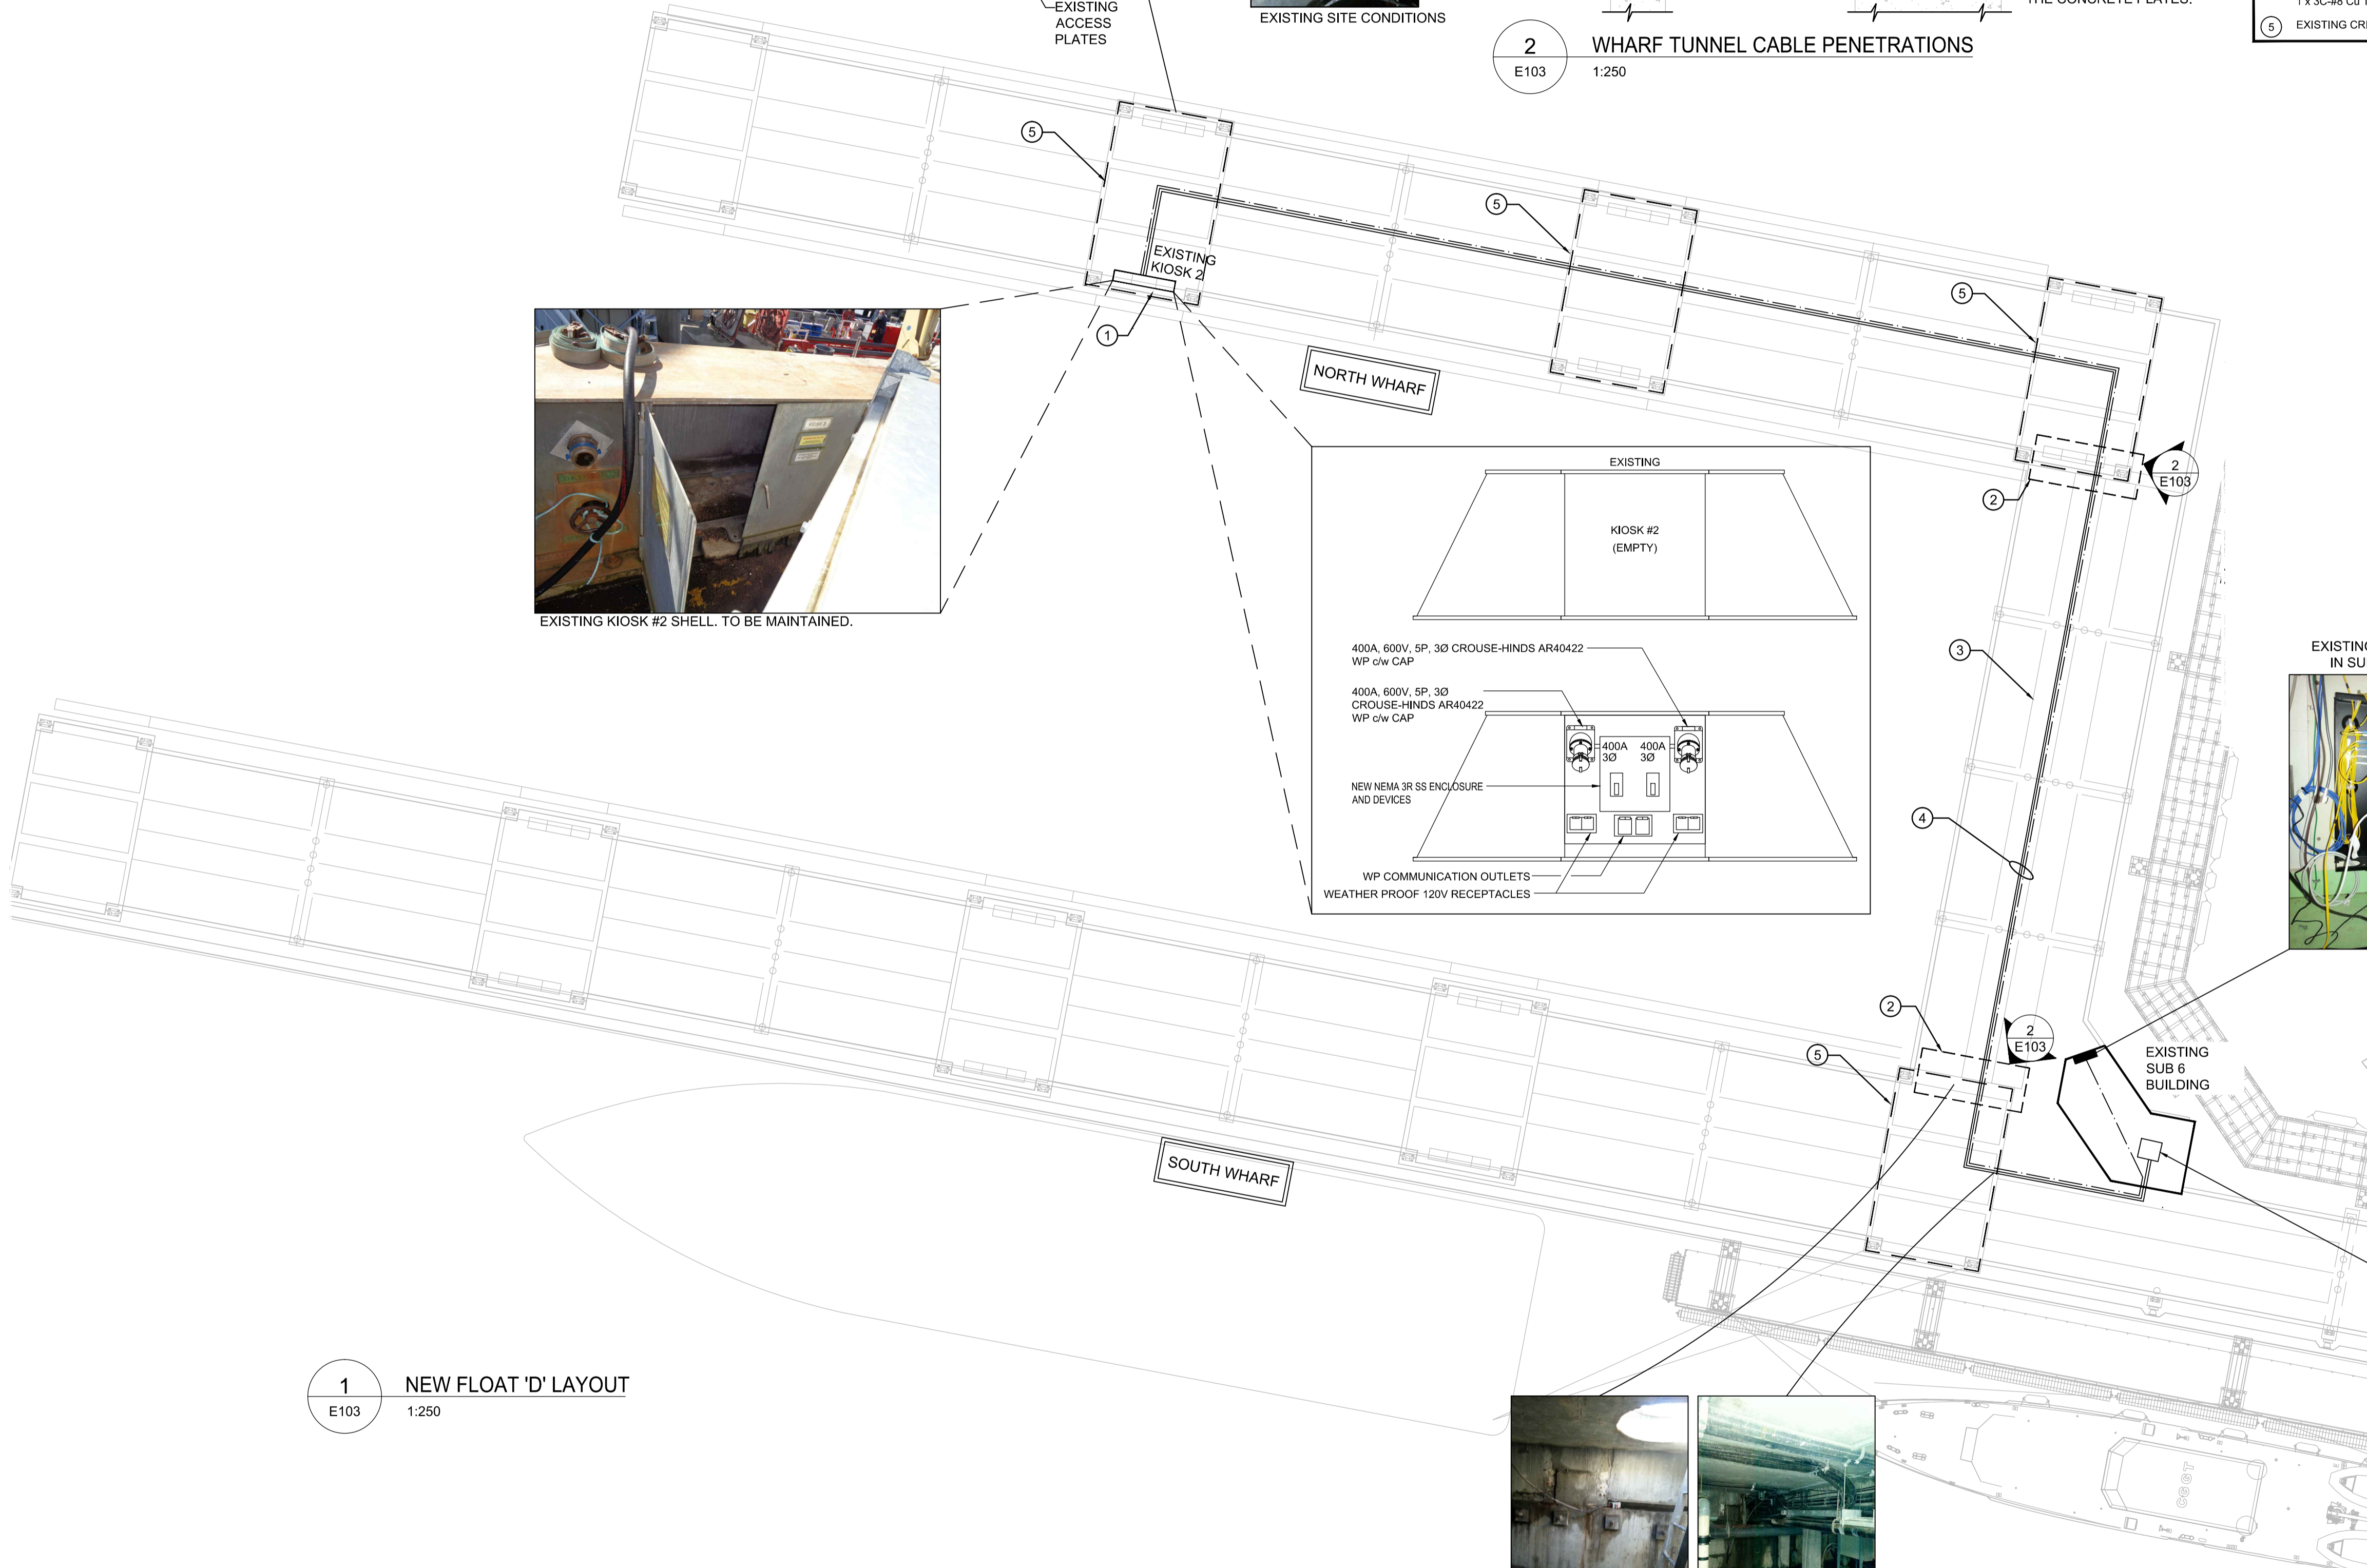 EXISTING
ACCESS
PLATES
EXISTING SITE CONDITIONS
THE CONCRETE PLATES.
2
E103
WHARF TUNNEL CABLE PENETRATIONS
1:250
5
EXISTING
KIOSK 2
1
5
5
5
NORTH WHARF
2
E103
2
EXISTING KIOSK #2 SHELL. TO BE MAINTAINED.
EXISTING
KIOSK #2
(EMPTY)
400A, 600V, 5P, 3Ø CROUSE-HINDS AR40422
WP c/w CAP
400A, 600V, 5P, 3Ø
CROUSE-HINDS AR40422
WP c/w CAP
400A
3Ø
400A
3Ø
NEW NEMA 3R SS ENCLOSURE
AND DEVICES
WP COMMUNICATION OUTLETS
WEATHER PROOF 120V RECEPTACLES
3
4
EXISTING
2
2
E103
5
EXISTING
SUB 6
BUILDING
SOUTH WHARF
1
E103
NEW FLOAT 'D' LAYOUT
1:250